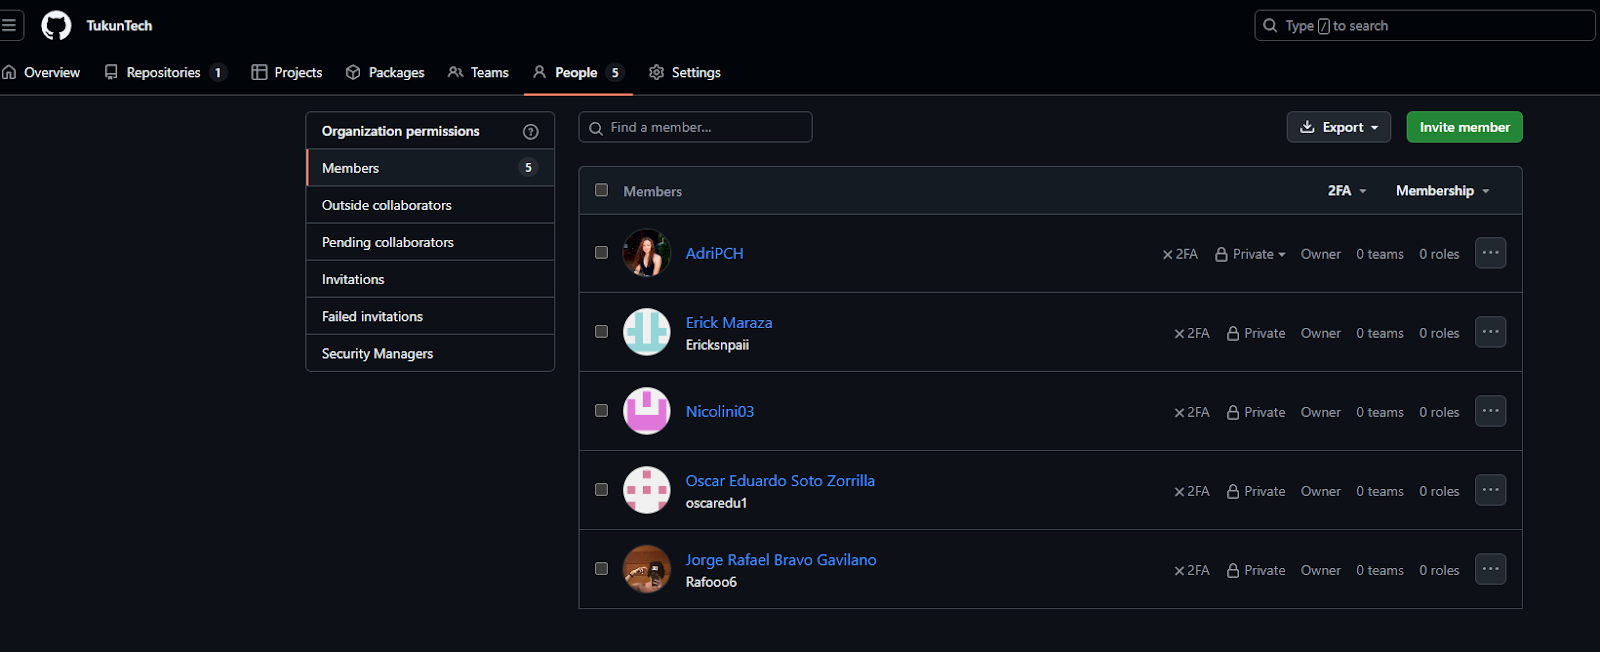 TukunTech
Type / to search
Overview Repositories 1 Projects Packages Teams People 5 Settings
Organization permissions
Members 5
Outside collaborators
Pending collaborators
Invitations
Failed invitations
Security Managers
Find a member...
Export
Invite member
Members 2FA Membership
AdriPCH 2FA Private Owner 0 teams 0 roles
Erick Maraza
Ericksnpaii
2FA Private Owner 0 teams 0 roles
Nicolini03 2FA Private Owner 0 teams 0 roles
Oscar Eduardo Soto Zorrilla
oscaredu1
2FA Private Owner 0 teams 0 roles
Jorge Rafael Bravo Gavilano
Rafooo6
2FA Private Owner 0 teams 0 roles